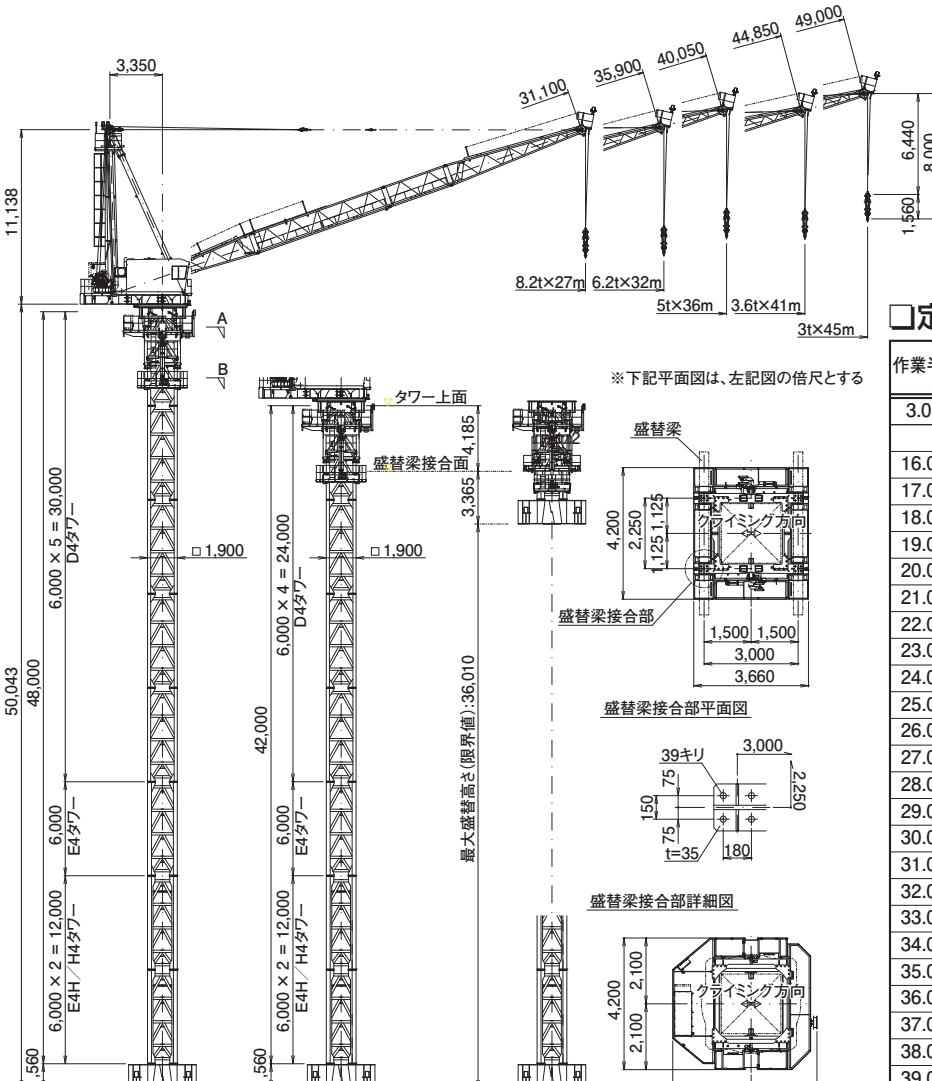 3,350
11,138
31,100
35,900
40,050
44,850
49,000
6,440
8,000
1,560
8.2t×27m
6.2t×32m
5t×36m
3.6t×41m
3t×45m
A
B
50,043
48,000
6,000 × 5 = 30,000
D4タワー
6,000
E4タワー
6,000 × 2 = 12,000
E4H／H4タワー
,560
□1,900
42,000
6,000 × 4 = 24,000
D4タワー
6,000
E4タワー
6,000 × 2 = 12,000
E4H／H4タワー
,560
□1,900
タワー上面
盛替梁接合面
4,185
3,365
最大盛替高さ(限界値):36,010
※下記平面図は、左記図の倍尺とする
盛替梁
クライミング方向
4,200
2,250
1,125
1,125
盛替梁接合部
1,500
1,500
3,000
3,660
盛替梁接合部平面図
39キリ
3,000
2,250
75
150
75
t=35
180
盛替梁接合部詳細図
クライミング方向
4,200
2,100
2,100
□定
作業半
3.0
16.0
17.0
18.0
19.0
20.0
21.0
22.0
23.0
24.0
25.0
26.0
27.0
28.0
29.0
30.0
31.0
32.0
33.0
34.0
35.0
36.0
37.0
38.0
39.0